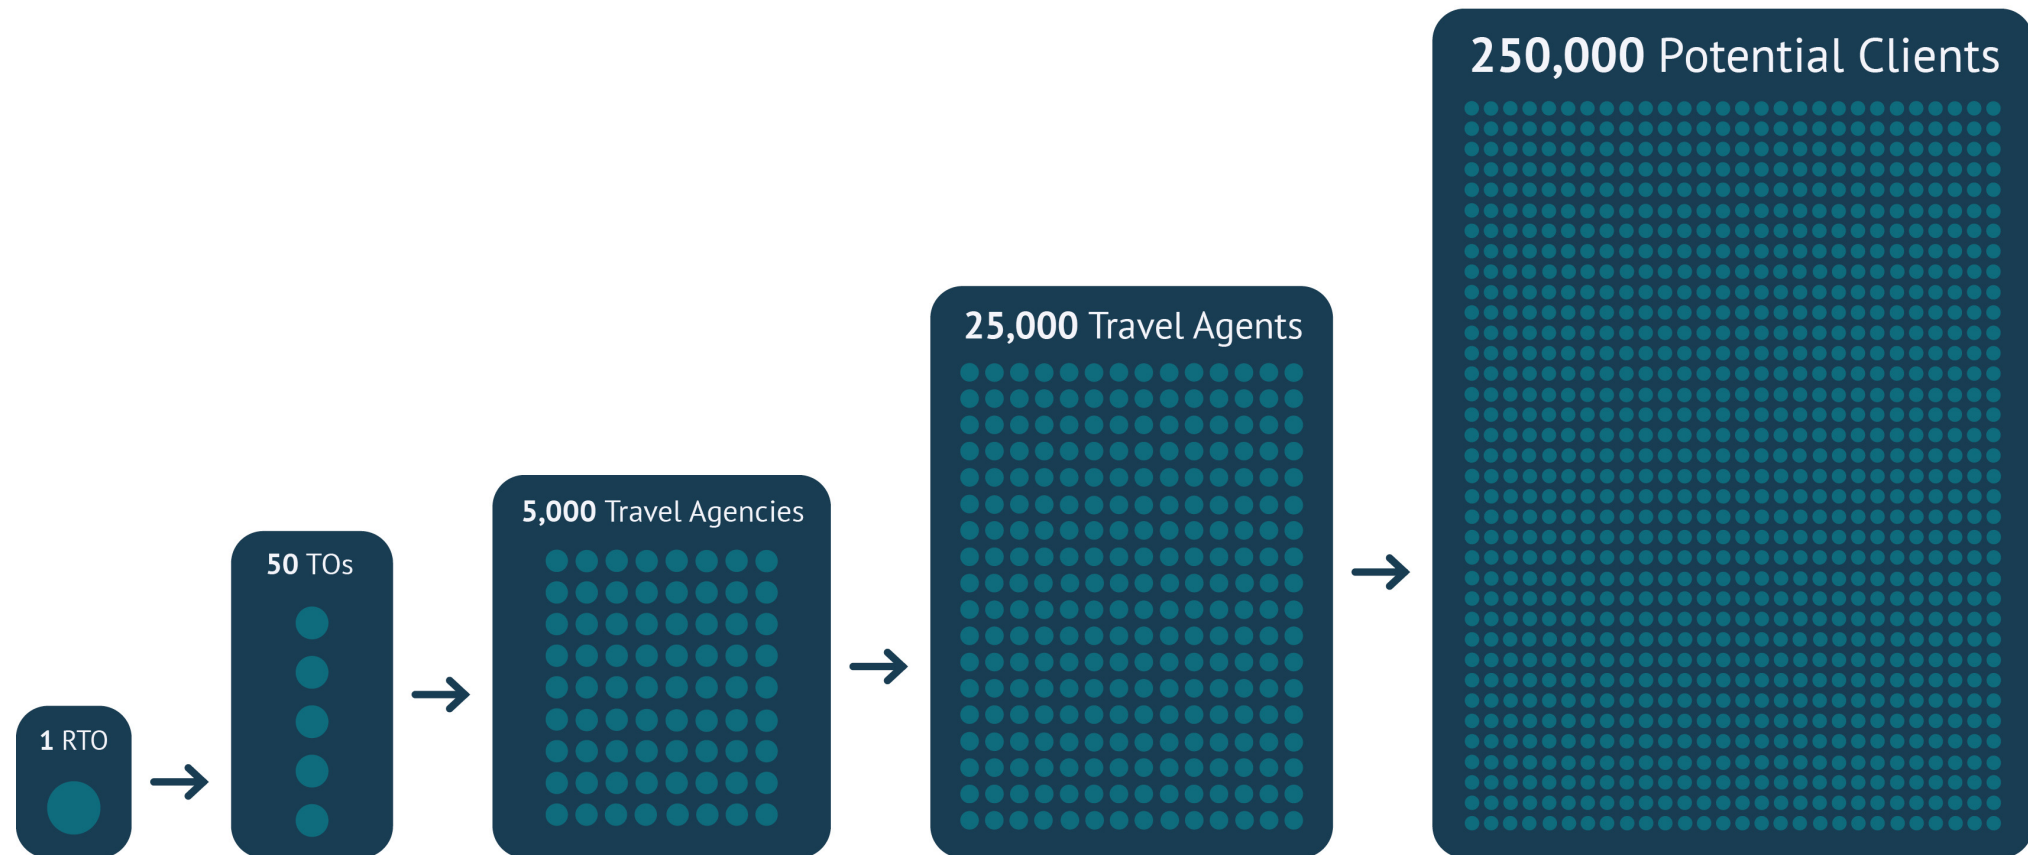 1 RTO
50 TOs
5,000 Travel Agencies
25,000 Travel Agents
250,000 Potential Clients